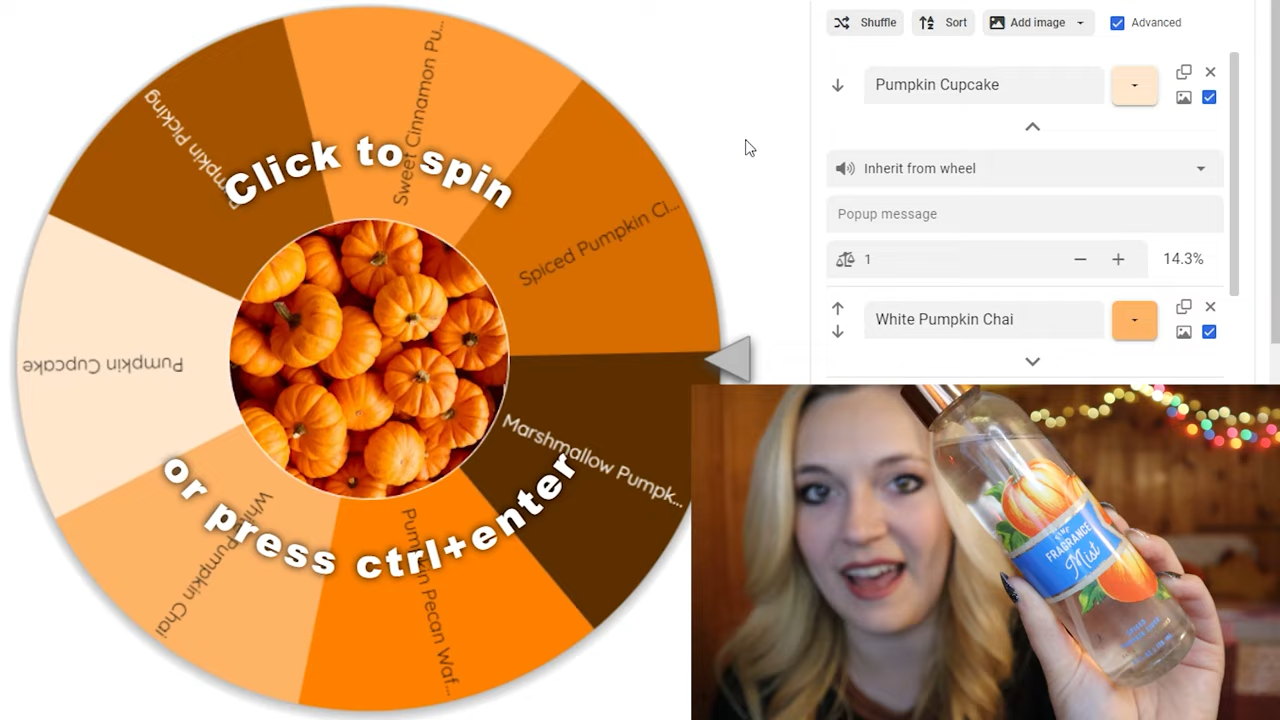 Shuffle
Sort
Add image
Advanced
Pumpkin Cupcake
Inherit from wheel
Popup message
1
14.3%
White Pumpkin Chai
Click to spin
or press ctrl+enter
Sweet Cinnamon Pu...
Spiced Pumpkin Ci...
Marshmallow Pumpk...
Pumpkin Pecan Waf...
White Pumpkin Chai
Pumpkin Cupcake
Pumpkin Picking
FRAGRANCE
Mist